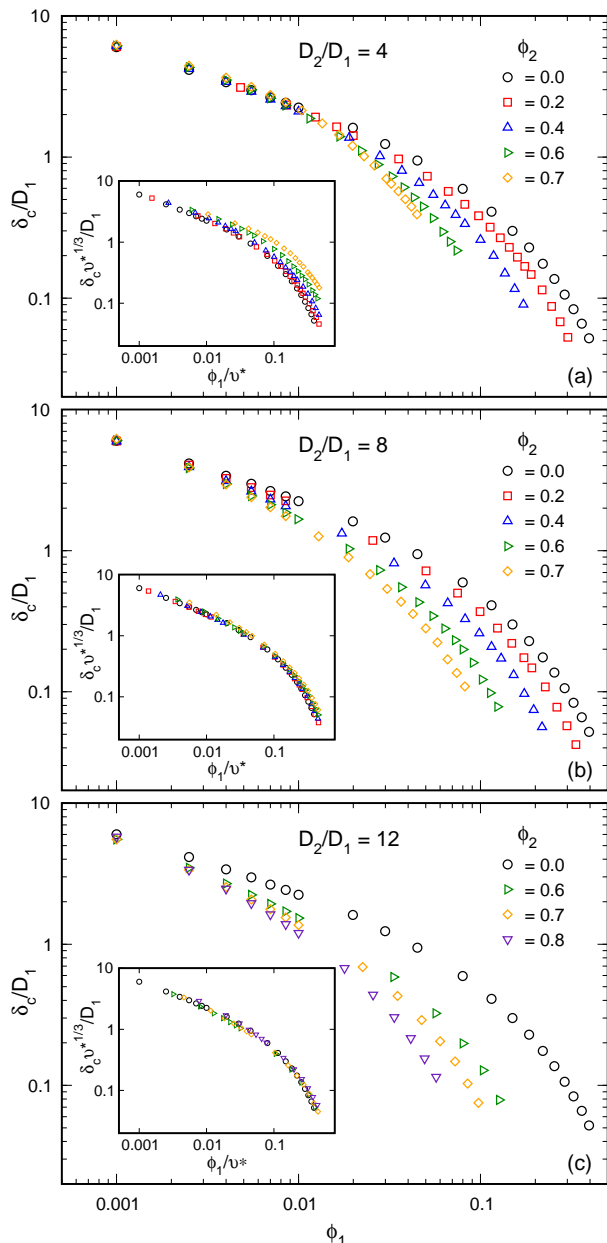 D₂/D₁ = 4
ϕ₂
= 0.0
= 0.2
= 0.4
= 0.6
= 0.7
10
1
0.1
δc/D₁
10
1
0.1
δc υ*^1/3/D₁
0.001 0.01 0.1
ϕ₁/υ*
(a)
D₂/D₁ = 8
ϕ₂
= 0.0
= 0.2
= 0.4
= 0.6
= 0.7
10
1
0.1
δc/D₁
10
1
0.1
δc υ*^1/3/D₁
0.001 0.01 0.1
ϕ₁/υ*
(b)
D₂/D₁ = 12
ϕ₂
= 0.0
= 0.6
= 0.7
= 0.8
10
1
0.1
δc/D₁
10
1
0.1
δc υ*^1/3/D₁
0.001 0.01 0.1
ϕ₁/υ*
(c)
0.001 0.01 0.1
ϕ₁